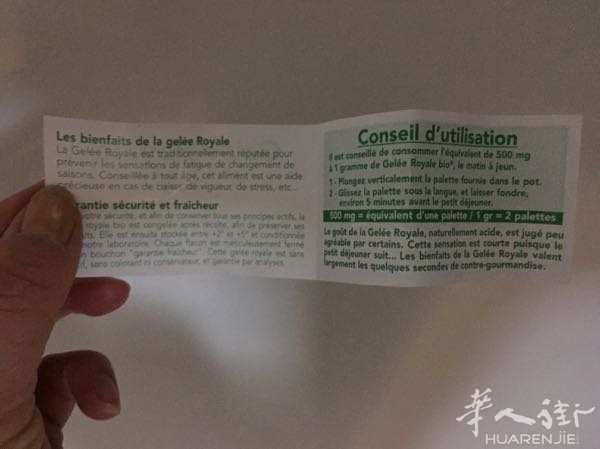 Les bienfaits de la gelée Royale
La Gelée Royale est traditionnellement reputée pour
prévenir les sensations de fatigue de changement de
saisons. Conseillée à tout âge, cet aliment est une aide
précieuse en cas de baisse de vigueur, de stress, etc...
arantie sécurité et fraîcheur
votre sécurité, et afin de conserver tous ses principes actifs, la
royale bio est congelée après récolte, afin de préserver ses
Elle est ensuite stockée entre +2° et +5° et conditionnée
notre laboratoire. Chaque flacon est meticuleusement fermé
n bouchon "garantie fraîcheur". Cette gelée royale est sans
if, sans colorant ni conservateur, et garantie par analyses.
Conseil d'utilisation
Il est conseillé de consommer l'équivalent de 500 mg
à 1 gramme de Gelée Royale bio*, le matin à jeun.
1 - Plongez verticalement la palette fournie dans le pot.
2 - Glissez la palette sous la langue, et laisser fondre,
environ 5 minutes avant le petit déjeuner.
500 mg = équivalent d'une palette / 1 gr = 2 palettes
Le goût de la Gelée Royale, naturellement acide, est jugé peu
agréable par certains. Cette sensation est courte puisque le
petit déjeuner suit... Les bienfaits de la Gelée Royale valent
largement les quelques secondes de contre-gourmandise.
华人街
HUARENJIE